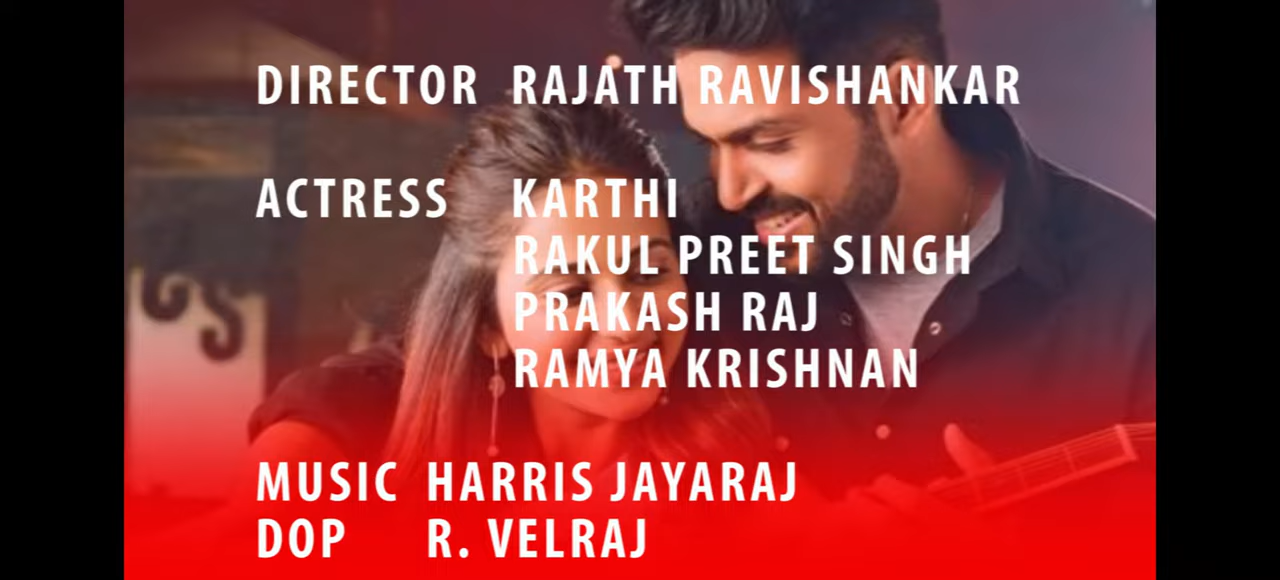 DIRECTOR RAJATH RAVISHANKAR
ACTRESS KARTHI
RAKUL PREET SINGH
PRAKASH RAJ
RAMYA KRISHNAN
MUSIC HARRIS JAYARAJ
DOP R. VELRAJ